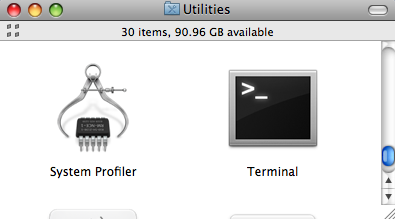 Utilities
30 items, 90.96 GB available
>_
System Profiler
Terminal